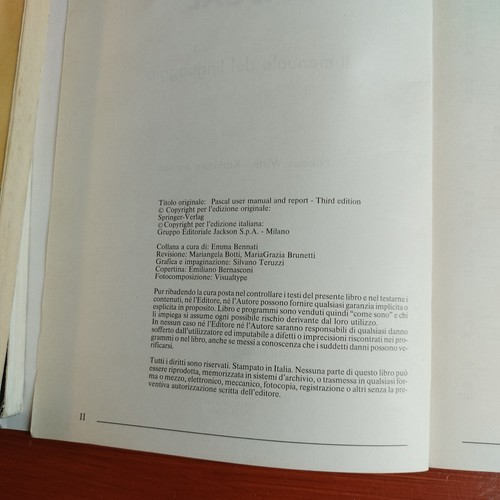 Titolo originale: Pascal user manual and report - Third edition
© Copyright per l'edizione originale:
Springer-Verlag
© Copyright per l'edizione italiana:
Gruppo Editoriale Jackson S.p.A. - Milano
Collana a cura di: Emma Bennati
Revisione: Mariangela Botti, MariaGrazia Brunetti
Grafica e impaginazione: Silvano Teruzzi
Copertina: Emiliano Bernasconi
Fotocomposizione: Visualtype
Pur ribadendo la cura posta nel controllare i testi del presente libro e nel testarne i
contenuti, né l'Editore, né l'Autore possono fornire qualsiasi garanzia implicita o
esplicita in proposito. Libro e programmi sono venduti quindi "come sono" e chi
li impiega si assume ogni possibile rischio derivante dal loro utilizzo.
In nessun caso né l'Editore né l'Autore saranno responsabili di qualsiasi danno
sofferto dall'utilizzatore ed imputabile a difetti o imprecisioni riscontrati nei pro-
grammi o nel libro, anche se messi a conoscenza che i suddetti danni possono ve-
rificarsi.
Tutti i diritti sono riservati. Stampato in Italia. Nessuna parte di questo libro può
essere riprodotta, memorizzata in sistemi d'archivio, o trasmessa in qualsiasi for-
ma o mezzo, elettronico, meccanico, fotocopia, registrazione o altri senza la pre-
ventiva autorizzazione scritta dell'editore.
II